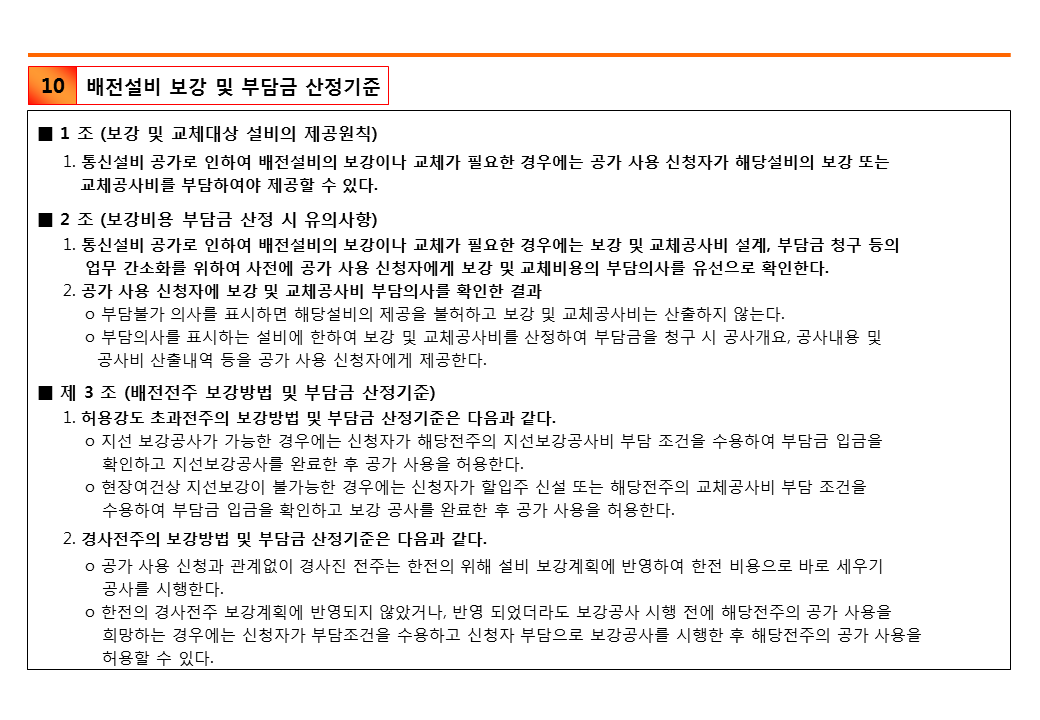 10 배전설비 보강 및 부담금 산정기준
■ 1 조 (보강 및 교체대상 설비의 제공원칙)
1. 통신설비 공가로 인하여 배전설비의 보강이나 교체가 필요한 경우에는 공가 사용 신청자가 해당설비의 보강 또는
교체공사비를 부담하여야 제공할 수 있다.
■ 2 조 (보강비용 부담금 산정 시 유의사항)
1. 통신설비 공가로 인하여 배전설비의 보강이나 교체가 필요한 경우에는 보강 및 교체공사비 설계, 부담금 청구 등의
업무 간소화를 위하여 사전에 공가 사용 신청자에게 보강 및 교체비용의 부담의사를 유선으로 확인한다.
2. 공가 사용 신청자에 보강 및 교체공사비 부담의사를 확인한 결과
o 부담불가 의사를 표시하면 해당설비의 제공을 불허하고 보강 및 교체공사비는 산출하지 않는다.
o 부담의사를 표시하는 설비에 한하여 보강 및 교체공사비를 산정하여 부담금을 청구 시 공사개요, 공사내용 및
공사비 산출내역 등을 공가 사용 신청자에게 제공한다.
■ 제 3 조 (배전전주 보강방법 및 부담금 산정기준)
1. 허용강도 초과전주의 보강방법 및 부담금 산정기준은 다음과 같다.
o 지선 보강공사가 가능한 경우에는 신청자가 해당전주의 지선보강공사비 부담 조건을 수용하여 부담금 입금을
확인하고 지선보강공사를 완료한 후 공가 사용을 허용한다.
o 현장여건상 지선보강이 불가능한 경우에는 신청자가 할입주 신설 또는 해당전주의 교체공사비 부담 조건을
수용하여 부담금 입금을 확인하고 보강 공사를 완료한 후 공가 사용을 허용한다.
2. 경사전주의 보강방법 및 부담금 산정기준은 다음과 같다.
o 공가 사용 신청과 관계없이 경사진 전주는 한전의 위해 설비 보강계획에 반영하여 한전 비용으로 바로 세우기
공사를 시행한다.
o 한전의 경사전주 보강계획에 반영되지 않았거나, 반영 되었더라도 보강공사 시행 전에 해당전주의 공가 사용을
희망하는 경우에는 신청자가 부담조건을 수용하고 신청자 부담으로 보강공사를 시행한 후 해당전주의 공가 사용을
허용할 수 있다.